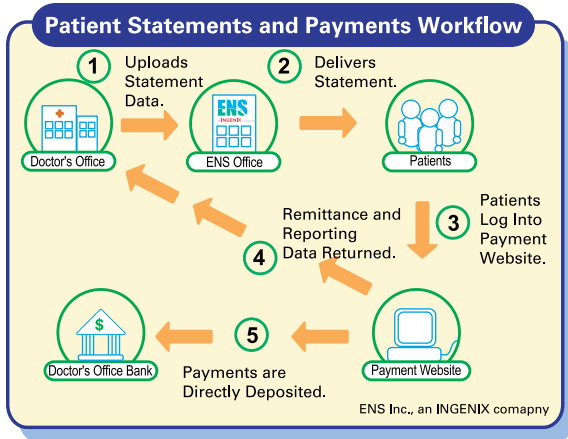 Patient Statements and Payments Workflow
1
Uploads
Statement
Data.
2
Delivers
Statement.
ENS
INGENIX
Doctor's Office
ENS Office
Patients
3
Patients
Log Into
Payment
Website.
4
Remittance and
Reporting
Data Returned.
$
5
Doctor's Office Bank
Payment Website
Payments are
Directly Deposited.
ENS Inc., an INGENIX comapny